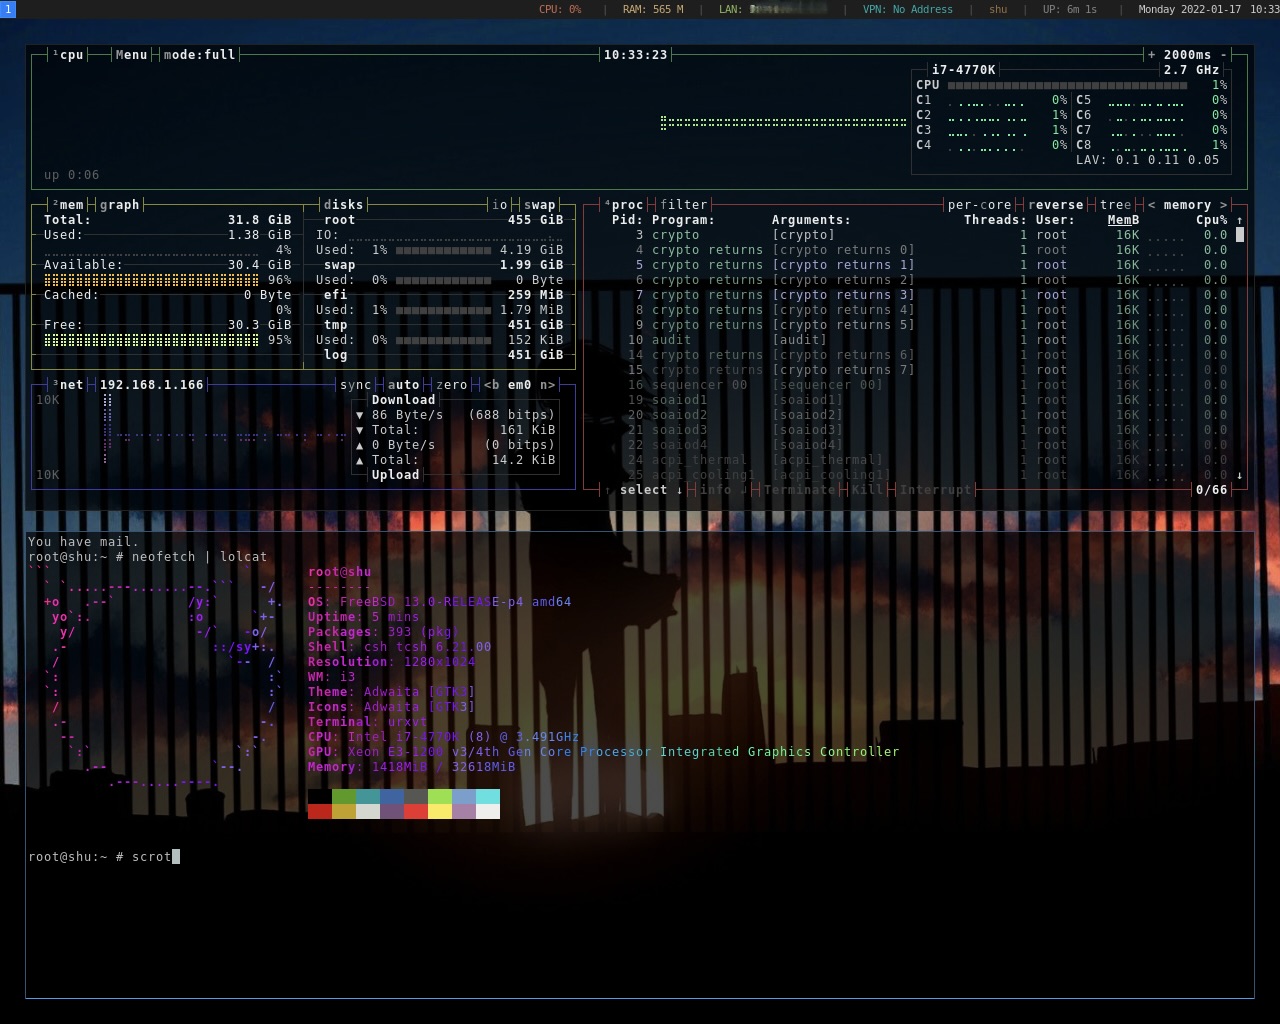 1 CPU: 0% | RAM: 565 M | LAN: | VPN: No Address | shu | UP: 6m 1s | Monday 2022-01-17 10:33
¹cpu Menu mode:full 10:33:23 + 2000ms -
i7-4770K 2.7 GHz
CPU 1%
C1 0% C5 0%
C2 1% C6 0%
C3 1% C7 0%
C4 0% C8 1%
LAV: 0.1 0.11 0.05
up 0:06
²mem graph disks io swap
Total: 31.8 GiB root 455 GiB
Used: 1.38 GiB IO:
4% Used: 1% 4.19 GiB
Available: 30.4 GiB swap 1.99 GiB
96% Used: 0% 0 Byte
Cached: 0 Byte efi 259 MiB
0% Used: 1% 1.79 MiB
Free: 30.3 GiB tmp 451 GiB
95% Used: 0% 152 KiB
log 451 GiB
³net 192.168.1.166 sync auto zero <b em0 n>
10K Download
▼ 86 Byte/s (688 bitps)
▼ Total: 161 KiB
▲ 0 Byte/s (0 bitps)
▲ Total: 14.2 KiB
10K Upload
⁴proc filter per-core reverse tree < memory >
Pid: Program: Arguments: Threads: User: MemB Cpu% ↑
3 crypto [crypto] 1 root 16K 0.0
4 crypto returns [crypto returns 0] 1 root 16K 0.0
5 crypto returns [crypto returns 1] 1 root 16K 0.0
6 crypto returns [crypto returns 2] 1 root 16K 0.0
7 crypto returns [crypto returns 3] 1 root 16K 0.0
8 crypto returns [crypto returns 4] 1 root 16K 0.0
9 crypto returns [crypto returns 5] 1 root 16K 0.0
10 audit [audit] 1 root 16K 0.0
14 crypto returns [crypto returns 6] 1 root 16K 0.0
15 crypto returns [crypto returns 7] 1 root 16K 0.0
16 sequencer 00 [sequencer 00] 1 root 16K 0.0
19 soaiod1 [soaiod1] 1 root 16K 0.0
20 soaiod2 [soaiod2] 1 root 16K 0.0
21 soaiod3 [soaiod3] 1 root 16K 0.0
22 soaiod4 [soaiod4] 1 root 16K 0.0
24 acpi_thermal [acpi_thermal] 1 root 16K 0.0
25 acpi_cooling1 [acpi_cooling1] 1 root 16K 0.0 ↓
↑ select ↓ info ↲ Terminate Kill Interrupt 0/66
You have mail.
root@shu:~ # neofetch | lolcat
root@shu
--------
OS: FreeBSD 13.0-RELEASE-p4 amd64
Uptime: 5 mins
Packages: 393 (pkg)
Shell: csh tcsh 6.21.00
Resolution: 1280x1024
WM: i3
Theme: Adwaita [GTK3]
Icons: Adwaita [GTK3]
Terminal: urxvt
CPU: Intel i7-4770K (8) @ 3.491GHz
GPU: Xeon E3-1200 v3/4th Gen Core Processor Integrated Graphics Controller
Memory: 1418MiB / 32618MiB
root@shu:~ # scrot